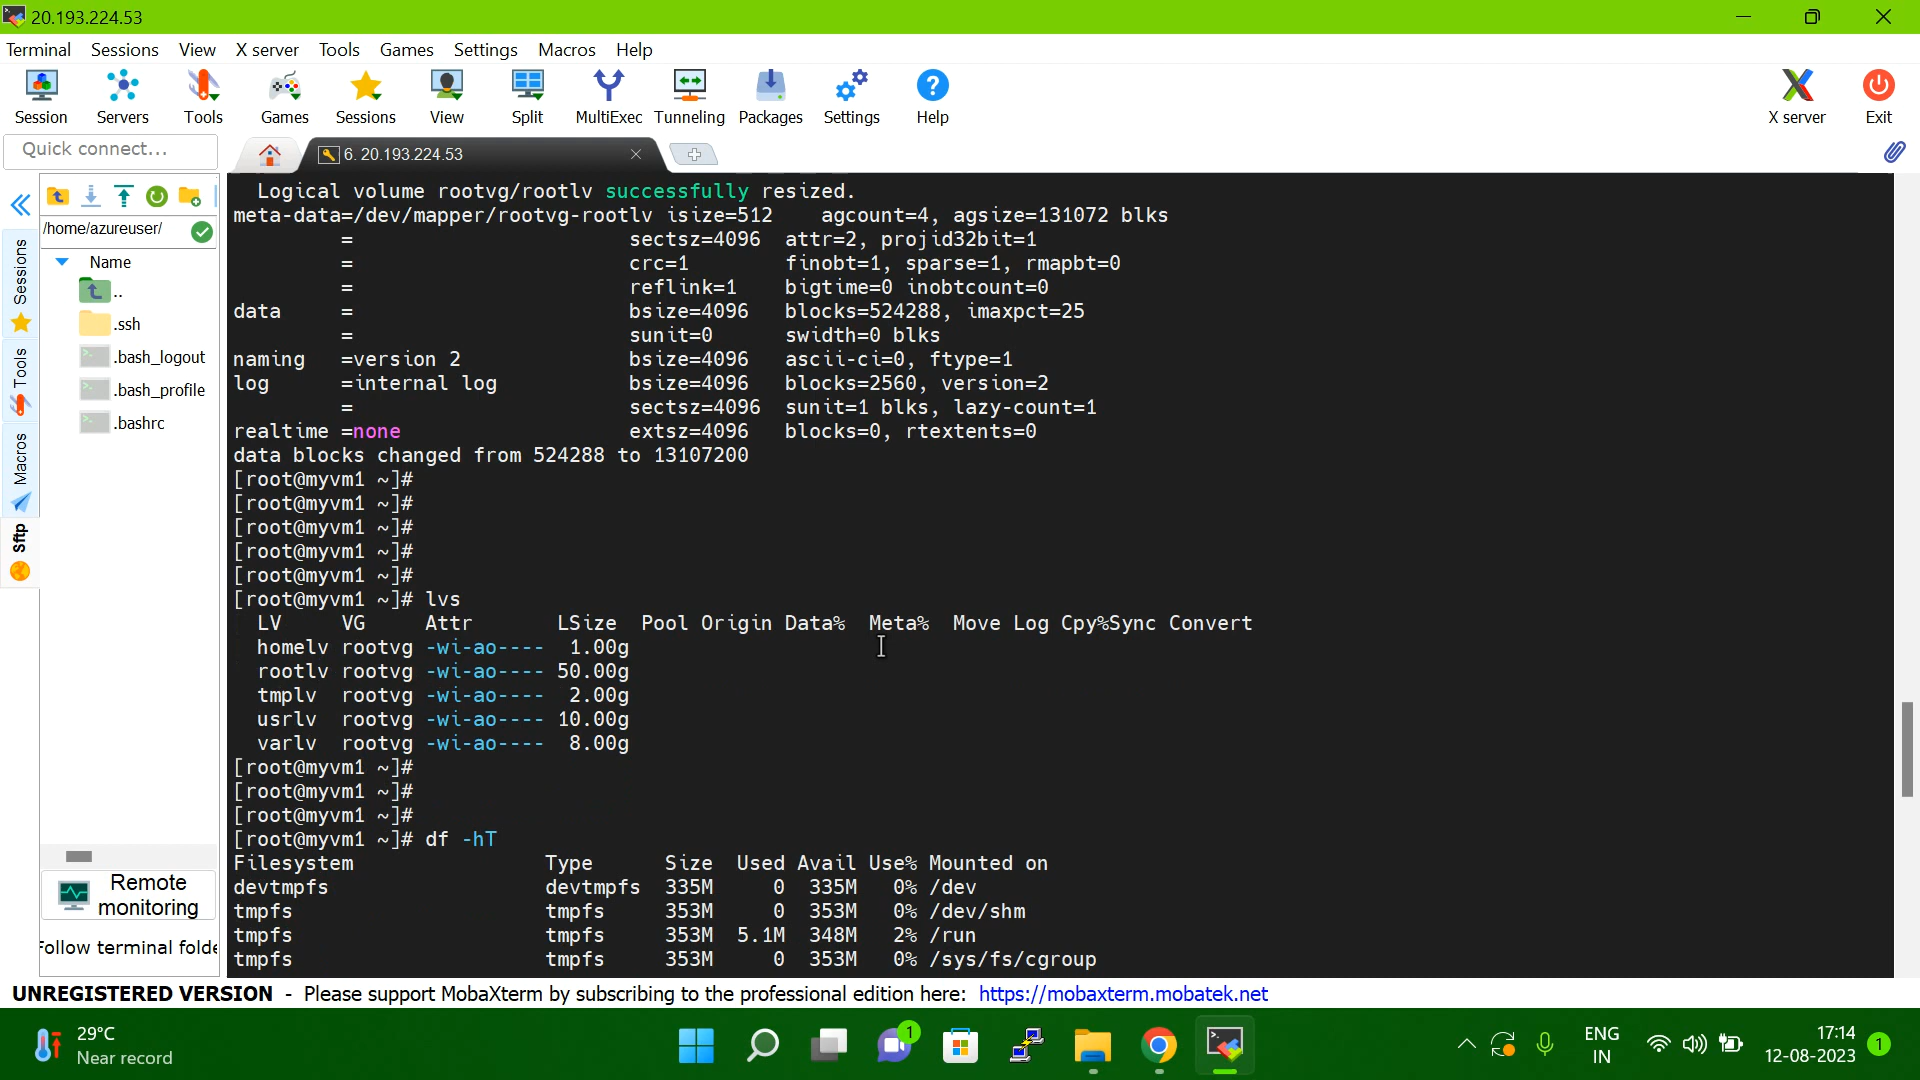 20.193.224.53
Terminal Sessions View X server Tools Games Settings Macros Help
Session Servers Tools Games Sessions View Split MultiExec Tunneling Packages Settings Help X server Exit
Quick connect...
6. 20.193.224.53
/home/azureuser/
Name
..
.ssh
.bash_logout
.bash_profile
.bashrc
Sessions
Tools
Macros
Sftp
Remote
monitoring
ollow terminal folde
  Logical volume rootvg/rootlv successfully resized.
meta-data=/dev/mapper/rootvg-rootlv isize=512    agcount=4, agsize=131072 blks
         =                       sectsz=4096  attr=2, projid32bit=1
         =                       crc=1        finobt=1, sparse=1, rmapbt=0
         =                       reflink=1    bigtime=0 inobtcount=0
data     =                       bsize=4096   blocks=524288, imaxpct=25
         =                       sunit=0      swidth=0 blks
naming   =version 2              bsize=4096   ascii-ci=0, ftype=1
log      =internal log           bsize=4096   blocks=2560, version=2
         =                       sectsz=4096  sunit=1 blks, lazy-count=1
realtime =none                   extsz=4096   blocks=0, rtextents=0
data blocks changed from 524288 to 13107200
[root@myvm1 ~]#
[root@myvm1 ~]#
[root@myvm1 ~]#
[root@myvm1 ~]#
[root@myvm1 ~]#
[root@myvm1 ~]# lvs
  LV     VG     Attr       LSize  Pool Origin Data%  Meta%  Move Log Cpy%Sync Convert
  homelv rootvg -wi-ao----  1.00g
  rootlv rootvg -wi-ao---- 50.00g
  tmplv  rootvg -wi-ao----  2.00g
  usrlv  rootvg -wi-ao---- 10.00g
  varlv  rootvg -wi-ao----  8.00g
[root@myvm1 ~]#
[root@myvm1 ~]#
[root@myvm1 ~]#
[root@myvm1 ~]# df -hT
Filesystem                Type      Size  Used Avail Use% Mounted on
devtmpfs                  devtmpfs  335M     0  335M   0% /dev
tmpfs                     tmpfs     353M     0  353M   0% /dev/shm
tmpfs                     tmpfs     353M  5.1M  348M   2% /run
tmpfs                     tmpfs     353M     0  353M   0% /sys/fs/cgroup
UNREGISTERED VERSION - Please support MobaXterm by subscribing to the professional edition here: https://mobaxterm.mobatek.net
29°C
Near record
1
ENG
IN
17:14
12-08-2023
1